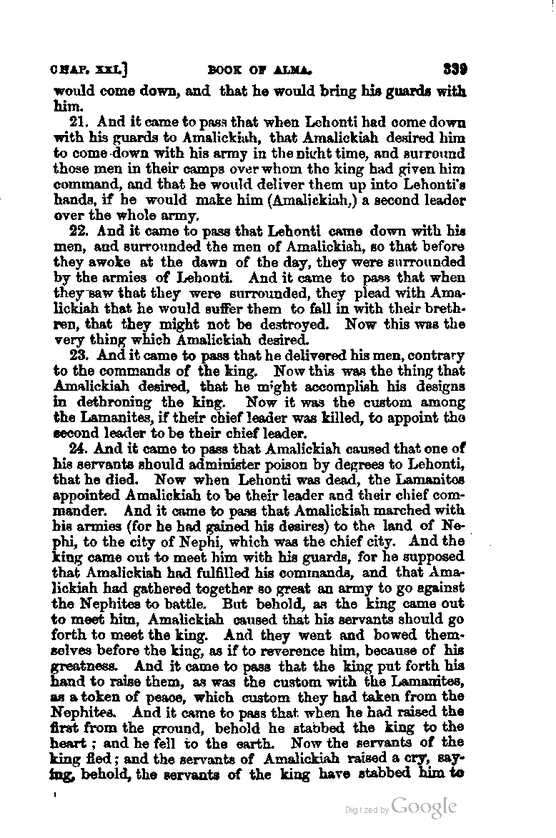 CHAP. XXI.] BOOK OF ALMA. 339
would come down, and that he would bring his guards with
him.
21. And it came to pass that when Lehonti had come down
with his guards to Amalickiah, that Amalickiah desired him
to come down with his army in the night time, and surround
those men in their camps over whom the king had given him
command, and that he would deliver them up into Lehonti's
hands, if he would make him (Amalickiah,) a second leader
over the whole army.
22. And it came to pass that Lehonti came down with his
men, and surrounded the men of Amalickiah, so that before
they awoke at the dawn of the day, they were surrounded
by the armies of Lehonti. And it came to pass that when
they saw that they were surrounded, they plead with Ama-
lickiah that he would suffer them to fall in with their breth-
ren, that they might not be destroyed. Now this was the
very thing which Amalickiah desired.
23. And it came to pass that he delivered his men, contrary
to the commands of the king. Now this was the thing that
Amalickiah desired, that he might accomplish his designs
in dethroning the king. Now it was the custom among
the Lamanites, if their chief leader was killed, to appoint the
second leader to be their chief leader.
24. And it came to pass that Amalickiah caused that one of
his servants should administer poison by degrees to Lehonti,
that he died. Now when Lehonti was dead, the Lamanites
appointed Amalickiah to be their leader and their chief com-
mander. And it came to pass that Amalickiah marched with
his armies (for he had gained his desires) to the land of Ne-
phi, to the city of Nephi, which was the chief city. And the
king came out to meet him with his guards, for he supposed
that Amalickiah had fulfilled his commands, and that Ama-
lickiah had gathered together so great an army to go against
the Nephites to battle. But behold, as the king came out
to meet him, Amalickiah caused that his servants should go
forth to meet the king. And they went and bowed them-
selves before the king, as if to reverence him, because of his
greatness. And it came to pass that the king put forth his
hand to raise them, as was the custom with the Lamanites,
as a token of peace, which custom they had taken from the
Nephites. And it came to pass that when he had raised the
first from the ground, behold he stabbed the king to the
heart; and he fell to the earth. Now the servants of the
king fled; and the servants of Amalickiah raised a cry, say-
ing, behold, the servants of the king have stabbed him to
Digitized by Google